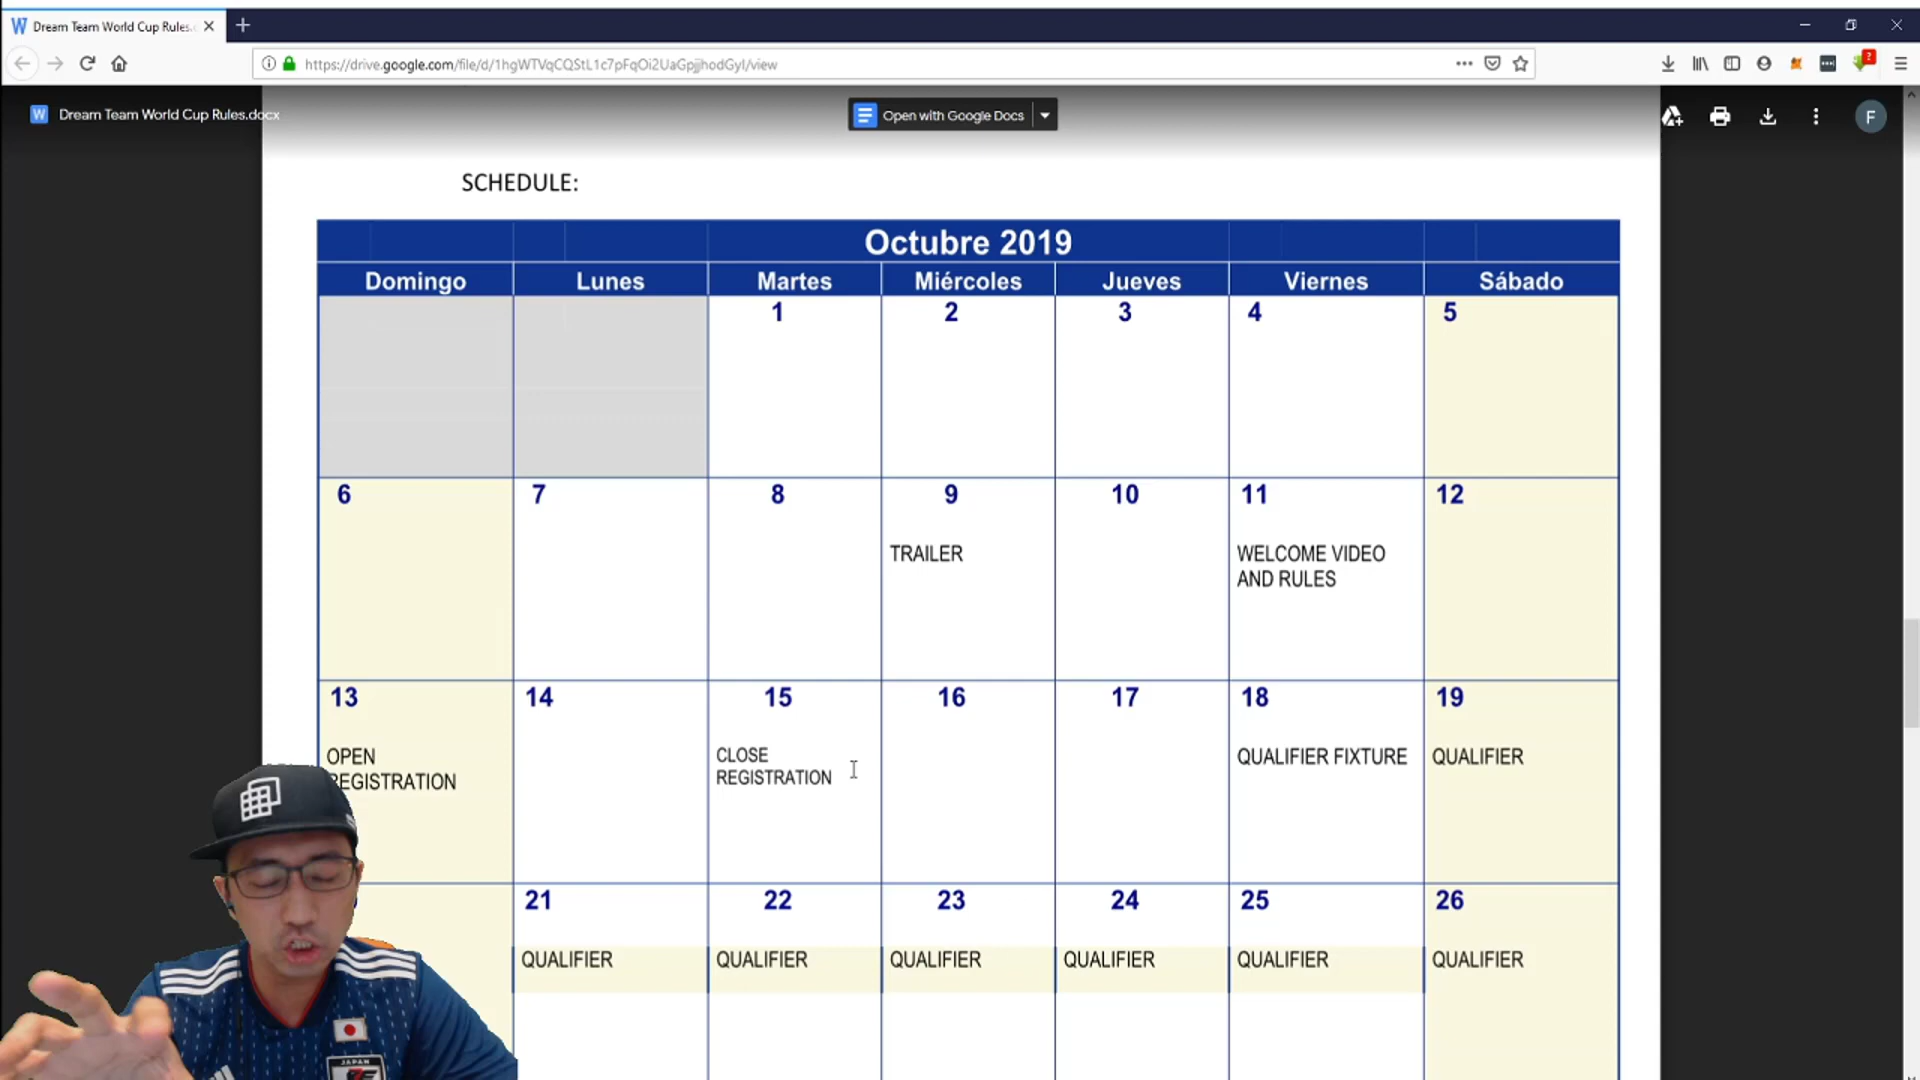 Dream Team World Cup Rules.
https://drive.google.com/file/d/1hgWTVqCQStL1c7pFqOi2UaGpjjhodGyI/view
?
Dream Team World Cup Rules.docx
Open with Google Docs
F
SCHEDULE:
Octubre 2019
Domingo Lunes Martes Miércoles Jueves Viernes Sábado
1 2 3 4 5
6 7 8 9 10 11 12
TRAILER
WELCOME VIDEO
AND RULES
13 14 15 16 17 18 19
OPEN
REGISTRATION
CLOSE
REGISTRATION
QUALIFIER FIXTURE
QUALIFIER
21 22 23 24 25 26
QUALIFIER QUALIFIER QUALIFIER QUALIFIER QUALIFIER QUALIFIER
JAPAN